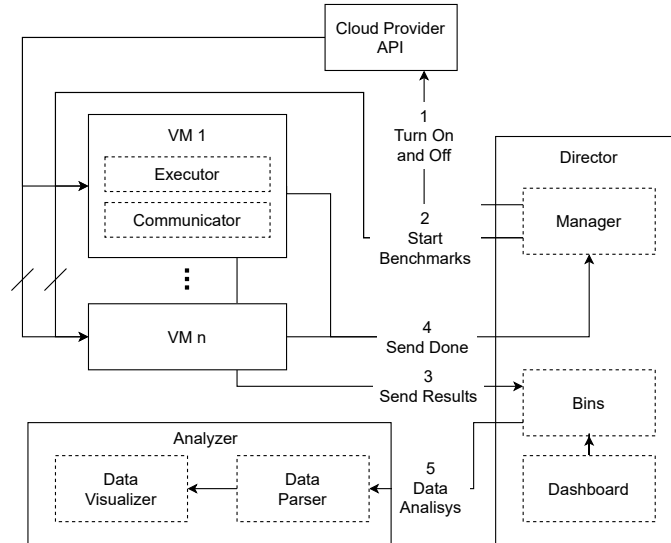 Cloud Provider
API
1
Turn On
and Off
VM 1
Executor
Communicator
Director
Manager
2
Start
Benchmarks
VM n
4
Send Done
3
Send Results
Bins
Analyzer
Data
Visualizer
Data
Parser
5
Data
Analisys
Dashboard